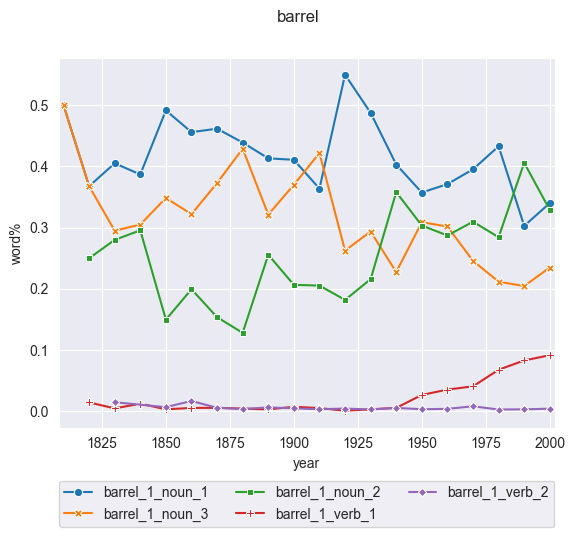 barrel
0.5
0.4
0.3
0.2
0.1
0.0
word%
1825 1850 1875 1900 1925 1950 1975 2000
year
barrel_1_noun_1 barrel_1_noun_2 barrel_1_verb_2
barrel_1_noun_3 barrel_1_verb_1